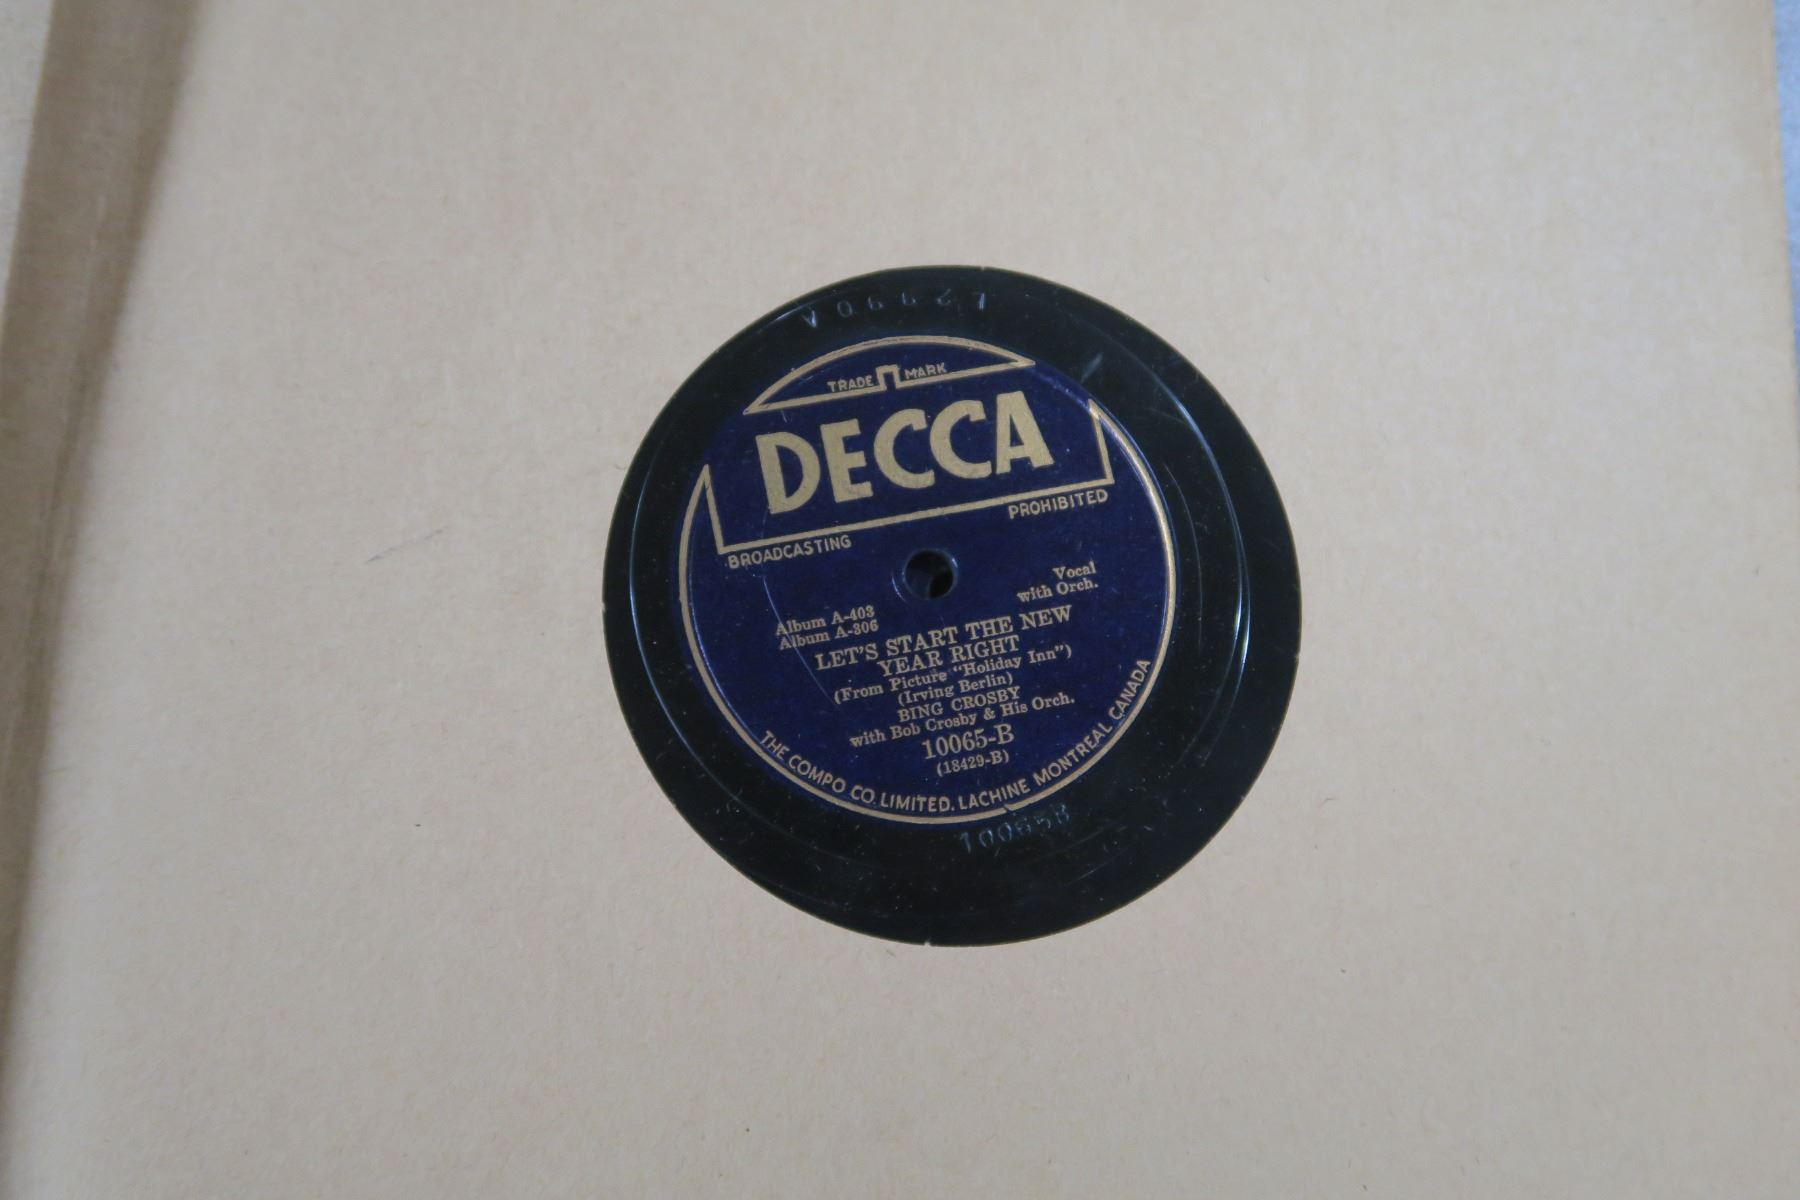 L2990A
TRADE MARK
DECCA
BROADCASTING PROHIBITED
Vocal
with Orch.
Album A-403
Album A-306
LET'S START THE NEW
YEAR RIGHT
(From Picture "Holiday Inn")
(Irving Berlin)
BING CROSBY
with Bob Crosby & His Orch.
10065-B
(18429-B)
THE COMPO CO. LIMITED. LACHINE MONTREAL CANADA
10065B